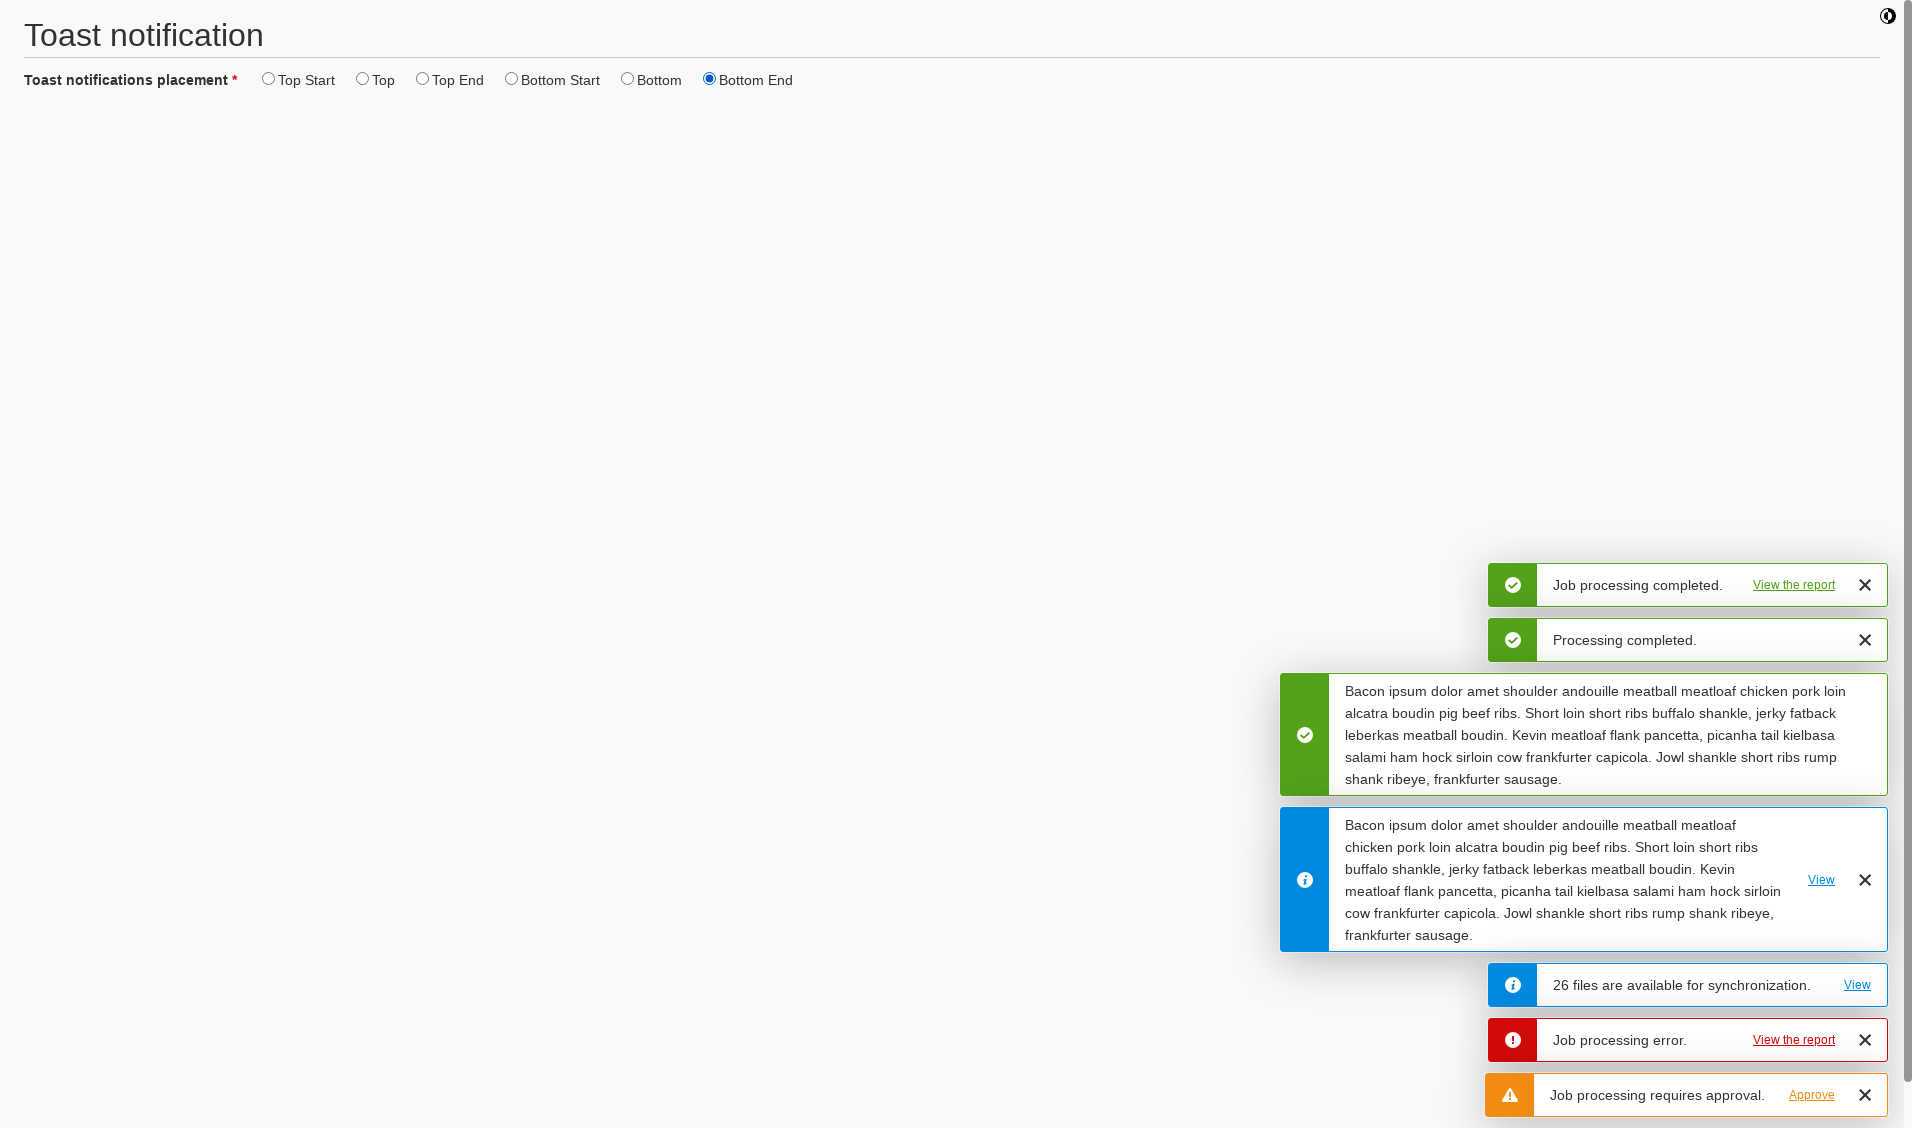 Toast notification
Toast notifications placement * Top Start Top Top End Bottom Start Bottom Bottom End
Job processing completed. View the report
Processing completed.
Bacon ipsum dolor amet shoulder andouille meatball meatloaf chicken pork loin
alcatra boudin pig beef ribs. Short loin short ribs buffalo shankle, jerky fatback
leberkas meatball boudin. Kevin meatloaf flank pancetta, picanha tail kielbasa
salami ham hock sirloin cow frankfurter capicola. Jowl shankle short ribs rump
shank ribeye, frankfurter sausage.
Bacon ipsum dolor amet shoulder andouille meatball meatloaf
chicken pork loin alcatra boudin pig beef ribs. Short loin short ribs
buffalo shankle, jerky fatback leberkas meatball boudin. Kevin
meatloaf flank pancetta, picanha tail kielbasa salami ham hock sirloin
cow frankfurter capicola. Jowl shankle short ribs rump shank ribeye,
frankfurter sausage.
View
26 files are available for synchronization. View
Job processing error. View the report
Job processing requires approval. Approve